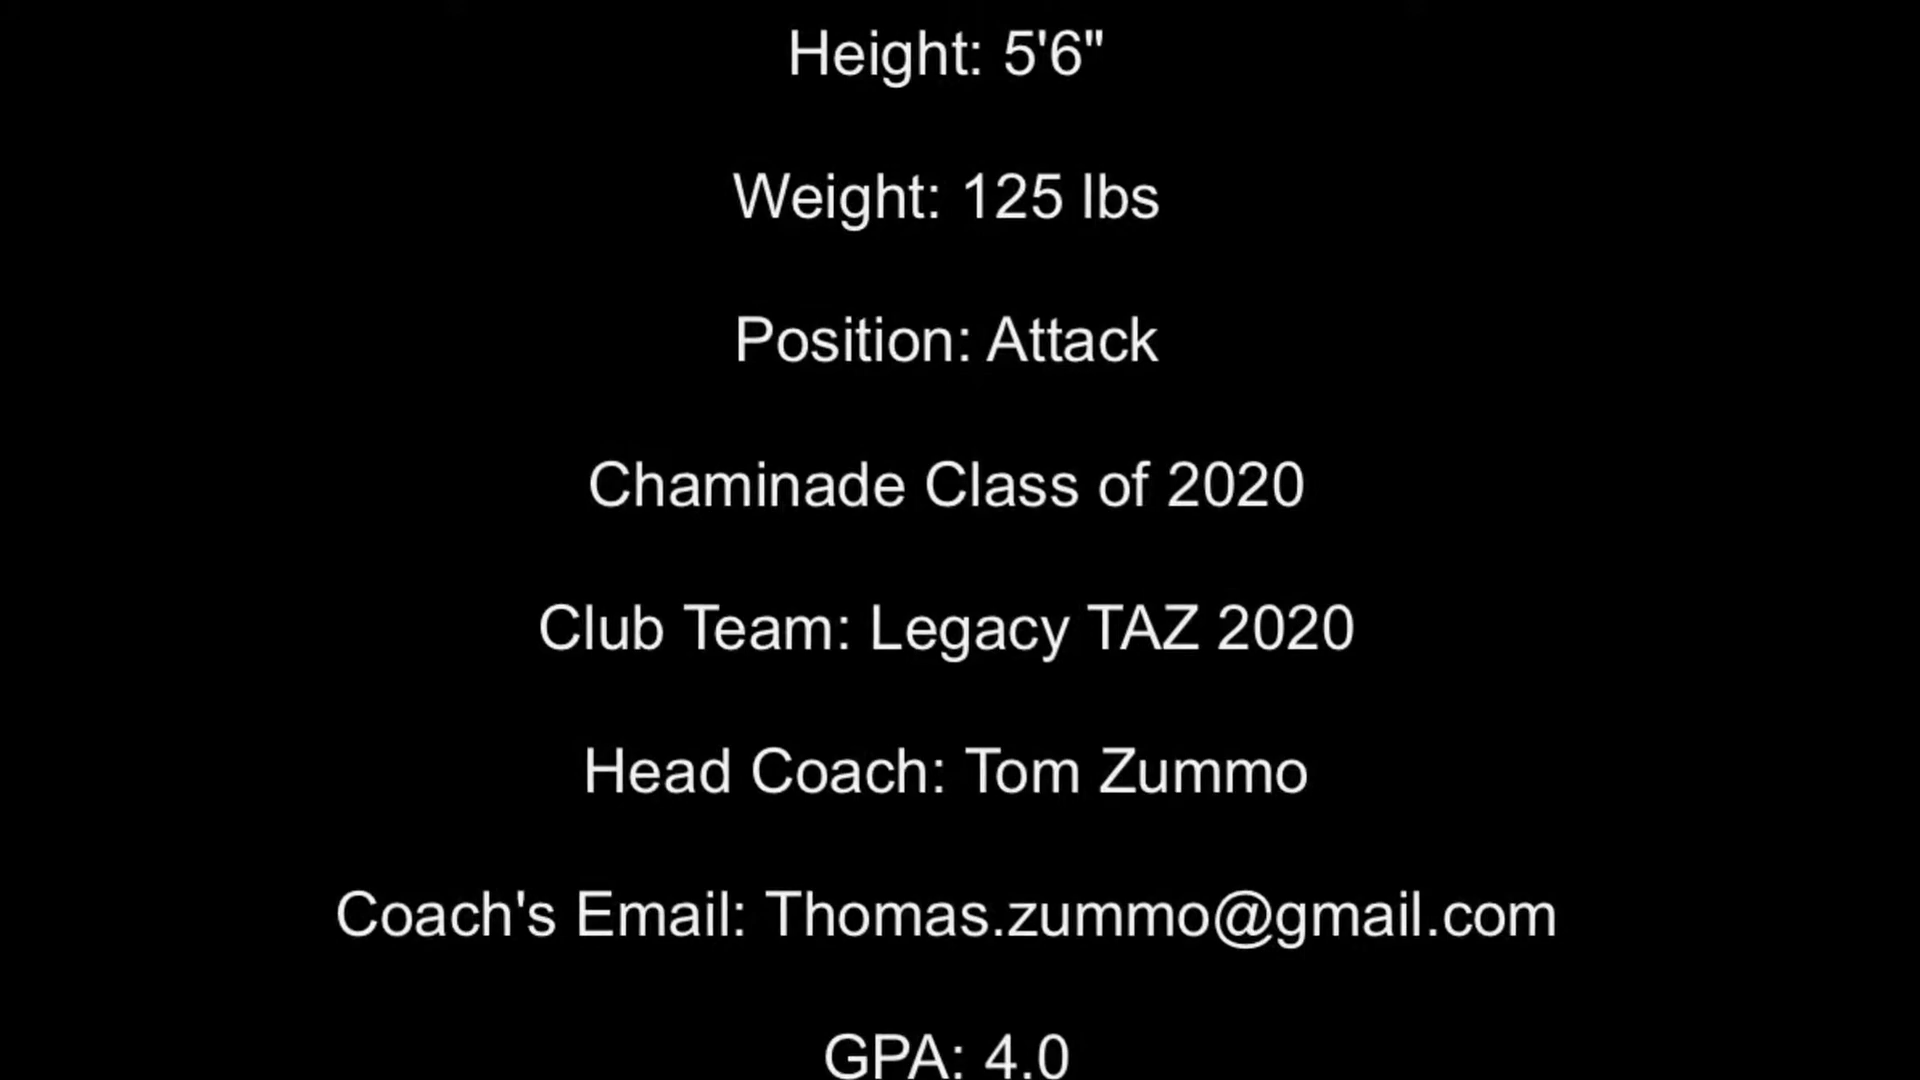 Height: 5'6"
Weight: 125 lbs
Position: Attack
Chaminade Class of 2020
Club Team: Legacy TAZ 2020
Head Coach: Tom Zummo
Coach's Email: Thomas.zummo@gmail.com
GPA: 4.0